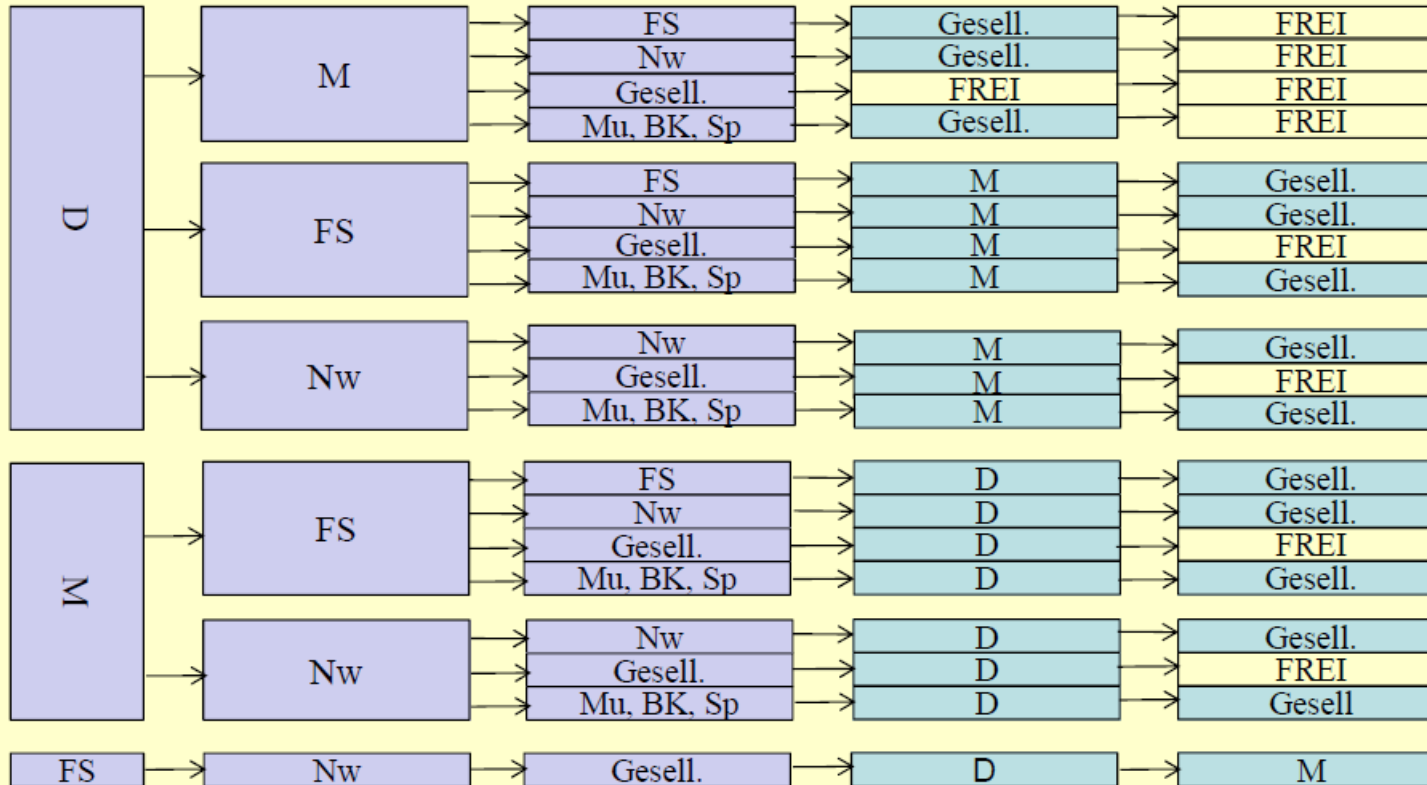 D
M
FS Gesell. FREI
Nw Gesell. FREI
Gesell. FREI FREI
Mu, BK, Sp Gesell. FREI
FS
FS M Gesell.
Nw M Gesell.
Gesell. M FREI
Mu, BK, Sp M Gesell.
Nw
Nw M Gesell.
Gesell. M FREI
Mu, BK, Sp M Gesell.
M
FS
FS D Gesell.
Nw D Gesell.
Gesell. D FREI
Mu, BK, Sp D Gesell.
Nw
Nw D Gesell.
Gesell. D FREI
Mu, BK, Sp D Gesell
FS Nw Gesell. D M